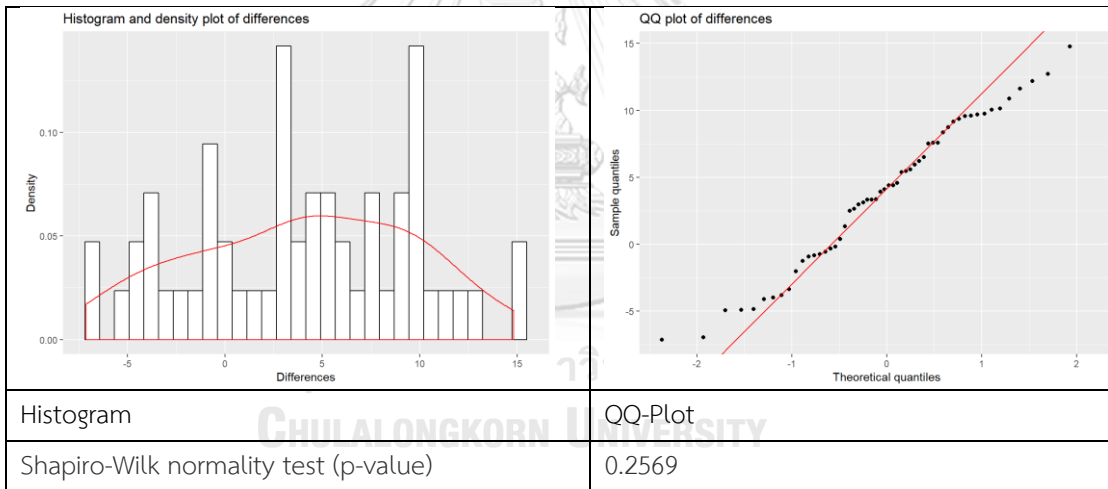 Histogram and density plot of differences
0.10
0.05
0.00
Density
-5
0
5
10
15
Differences
QQ plot of differences
15
10
5
0
-5
Sample quantiles
-2
-1
0
1
2
Theoretical quantiles
Histogram
QQ-Plot
CHULALONGKORN UNIVERSITY
Shapiro-Wilk normality test (p-value)
0.2569